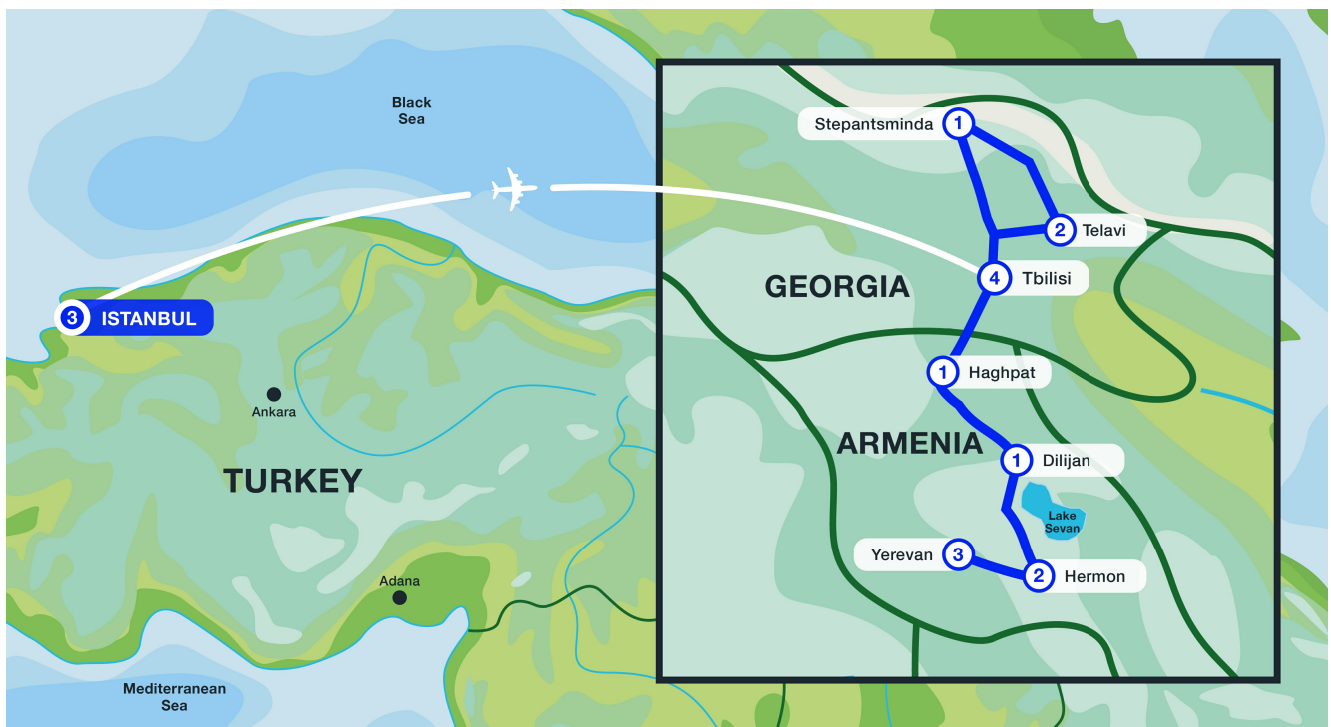 Black
Sea
1
Stepantsminda
2
Telavi
4
Tbilisi
GEORGIA
3
ISTANBUL
1
Haghpat
Ankara
ARMENIA
1
Dilijan
TURKEY
Lake
Sevan
Yerevan
3
2
Hermon
Adana
Mediterranean
Sea